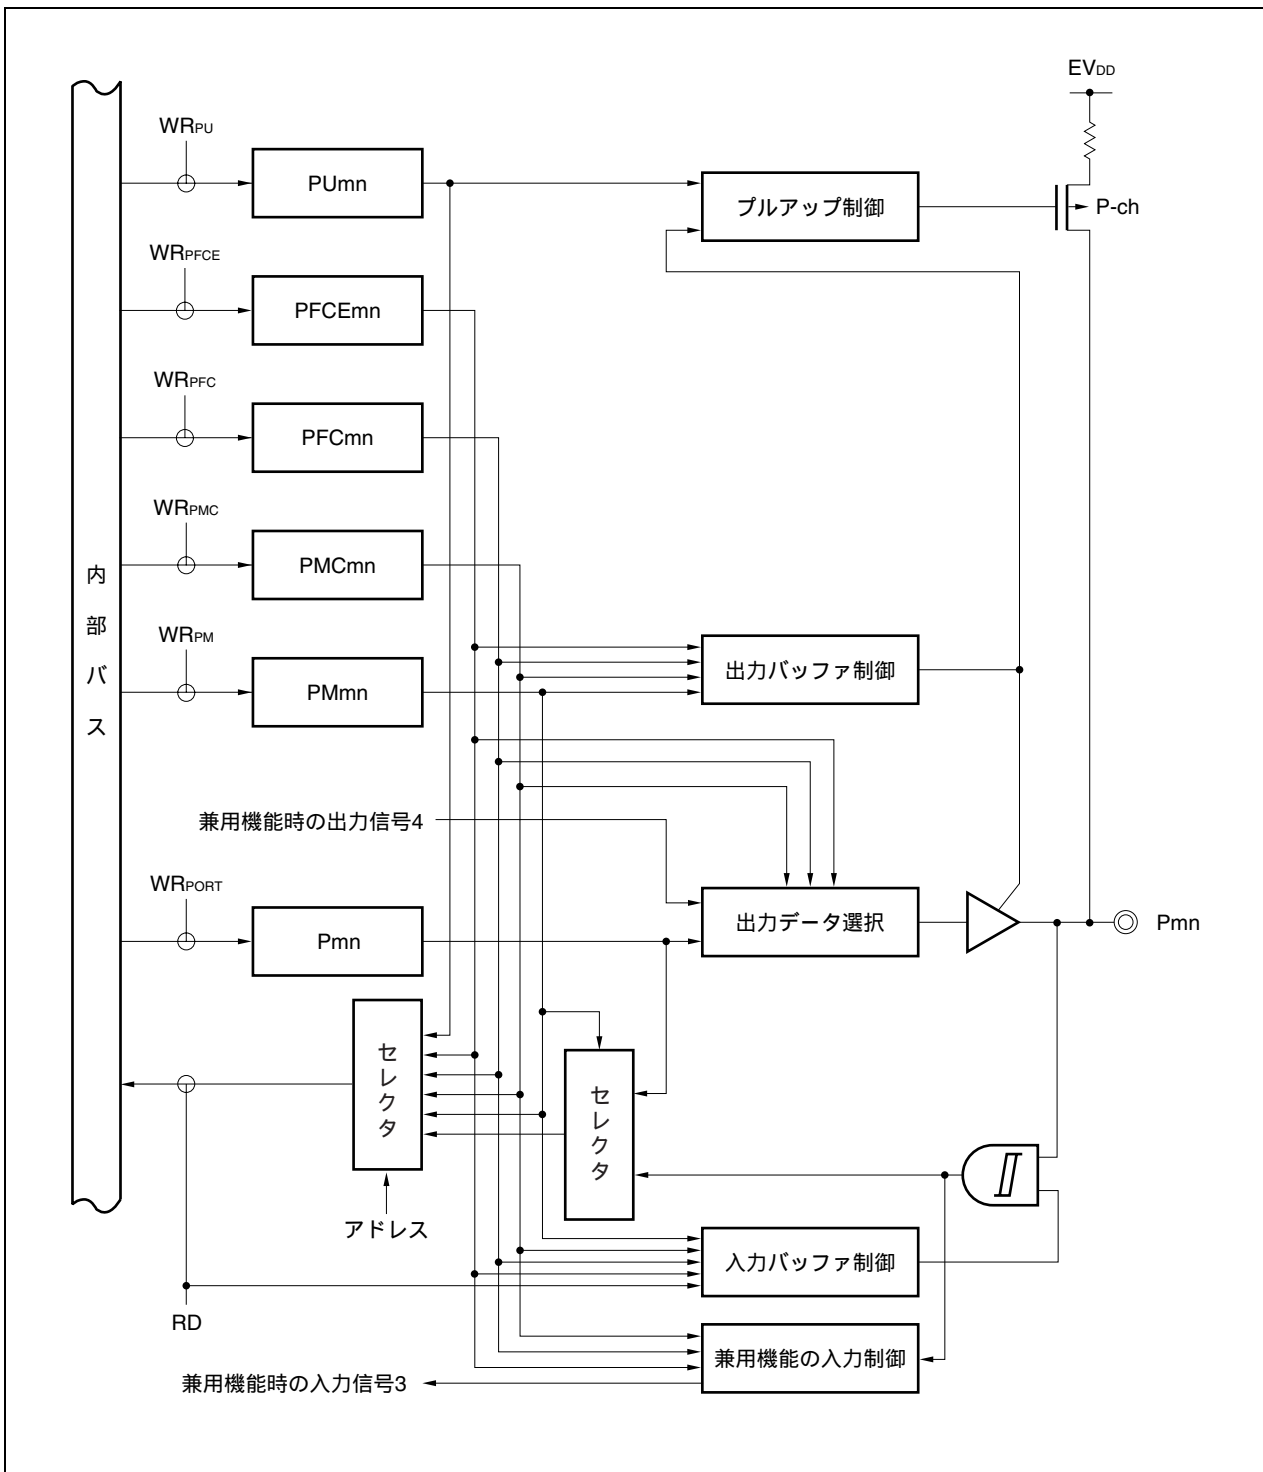 EVDD
WRPU
PUmn
プルアップ制御
P-ch
WRPFCE
PFCEmn
WRPFC
PFCmn
WRPMC
PMCmn
内部バス
WRPM
PMmn
出力バッファ制御
兼用機能時の出力信号4
WRPORT
Pmn
出力データ選択
Pmn
セレクタ
セレクタ
アドレス
入力バッファ制御
RD
兼用機能の入力制御
兼用機能時の入力信号3